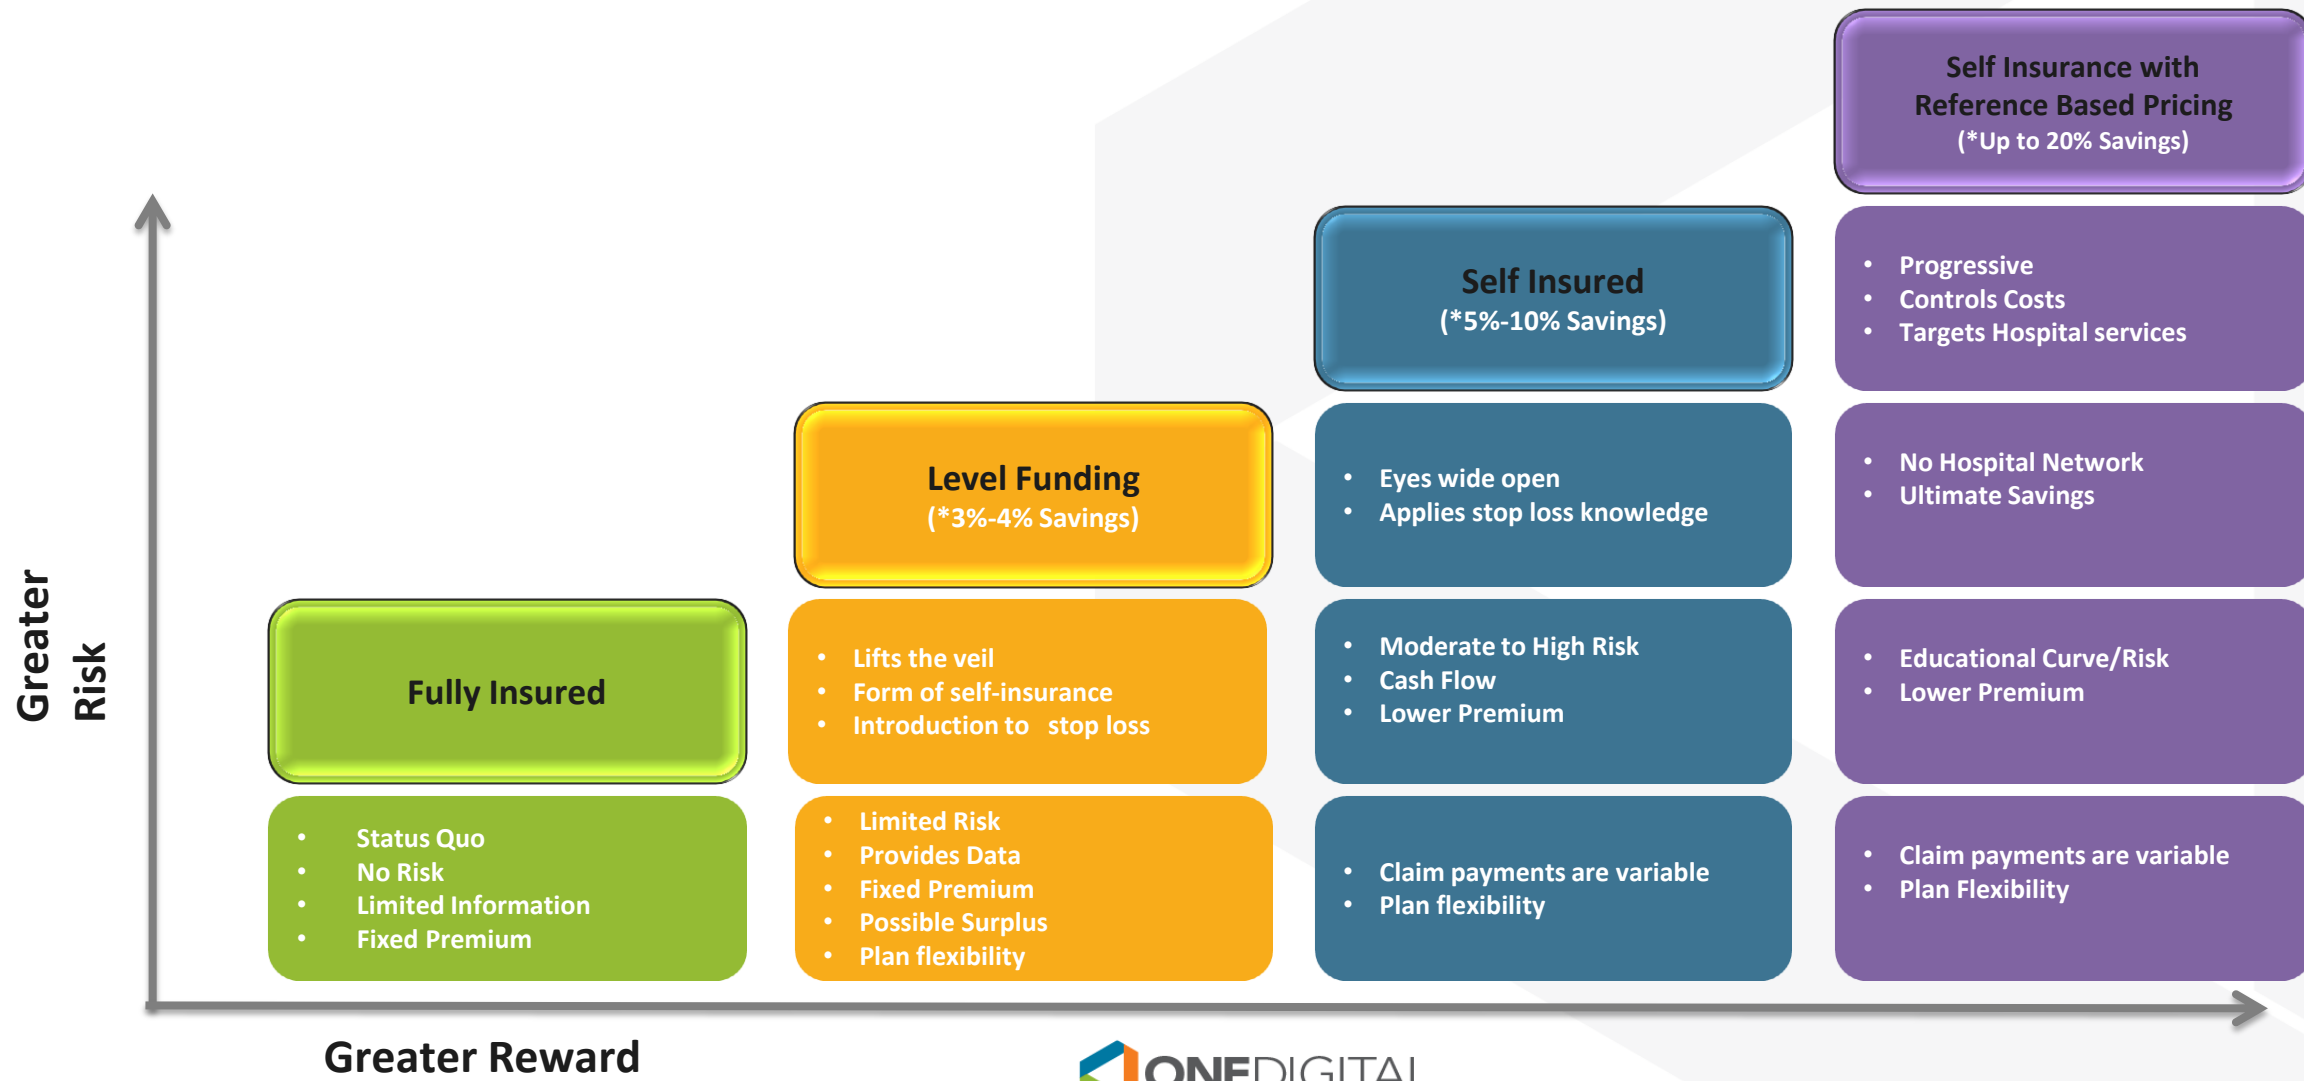 Self Insurance with
Reference Based Pricing
(*Up to 20% Savings)
Self Insured
(*5%-10% Savings)
• Progressive
• Controls Costs
• Targets Hospital services
Level Funding
(*3%-4% Savings)
• Eyes wide open
• Applies stop loss knowledge
• No Hospital Network
• Ultimate Savings
Greater
Risk
Fully Insured
• Lifts the veil
• Form of self-insurance
• Introduction to   stop loss
• Moderate to High Risk
• Cash Flow
• Lower Premium
• Educational Curve/Risk
• Lower Premium
• Status Quo
• No Risk
• Limited Information
• Fixed Premium
• Limited Risk
• Provides Data
• Fixed Premium
• Possible Surplus
• Plan flexibility
• Claim payments are variable
• Plan flexibility
• Claim payments are variable
• Plan Flexibility
Greater Reward
ONEDIGITAL